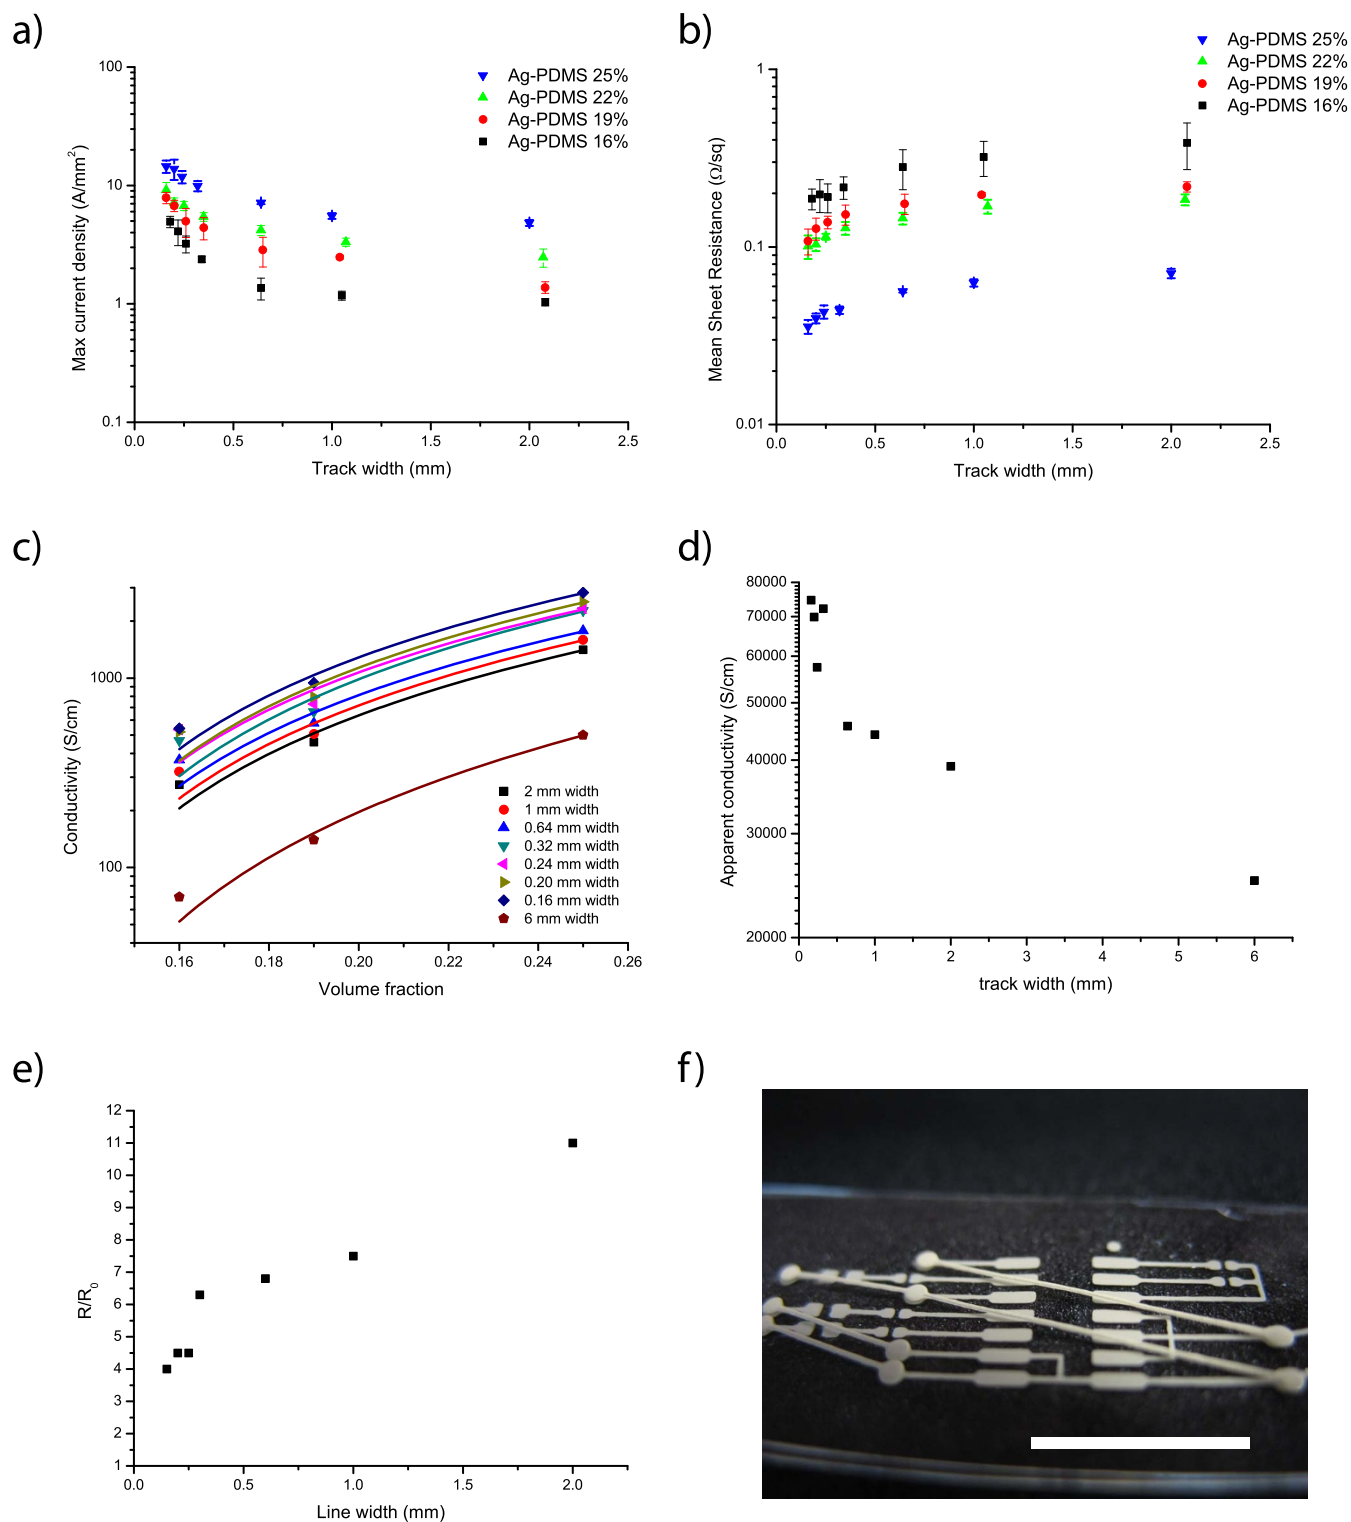 a)
Ag-PDMS 25%
Ag-PDMS 22%
Ag-PDMS 19%
Ag-PDMS 16%
100
10
1
0.1
Max current density (A/mm²)
0.0 0.5 1.0 1.5 2.0 2.5
Track width (mm)
b)
Ag-PDMS 25%
Ag-PDMS 22%
Ag-PDMS 19%
Ag-PDMS 16%
1
0.1
0.01
Mean Sheet Resistance (Ω/sq)
0.0 0.5 1.0 1.5 2.0 2.5
Track width (mm)
c)
1000
100
Conductivity (S/cm)
2 mm width
1 mm width
0.64 mm width
0.32 mm width
0.24 mm width
0.20 mm width
0.16 mm width
6 mm width
0.16 0.18 0.20 0.22 0.24 0.26
Volume fraction
d)
80000
70000
60000
50000
40000
30000
20000
Apparent conductivity (S/cm)
0 1 2 3 4 5 6
track width (mm)
e)
12
11
10
9
8
7
6
5
4
3
2
1
R/R₀
0.0 0.5 1.0 1.5 2.0
Line width (mm)
f)